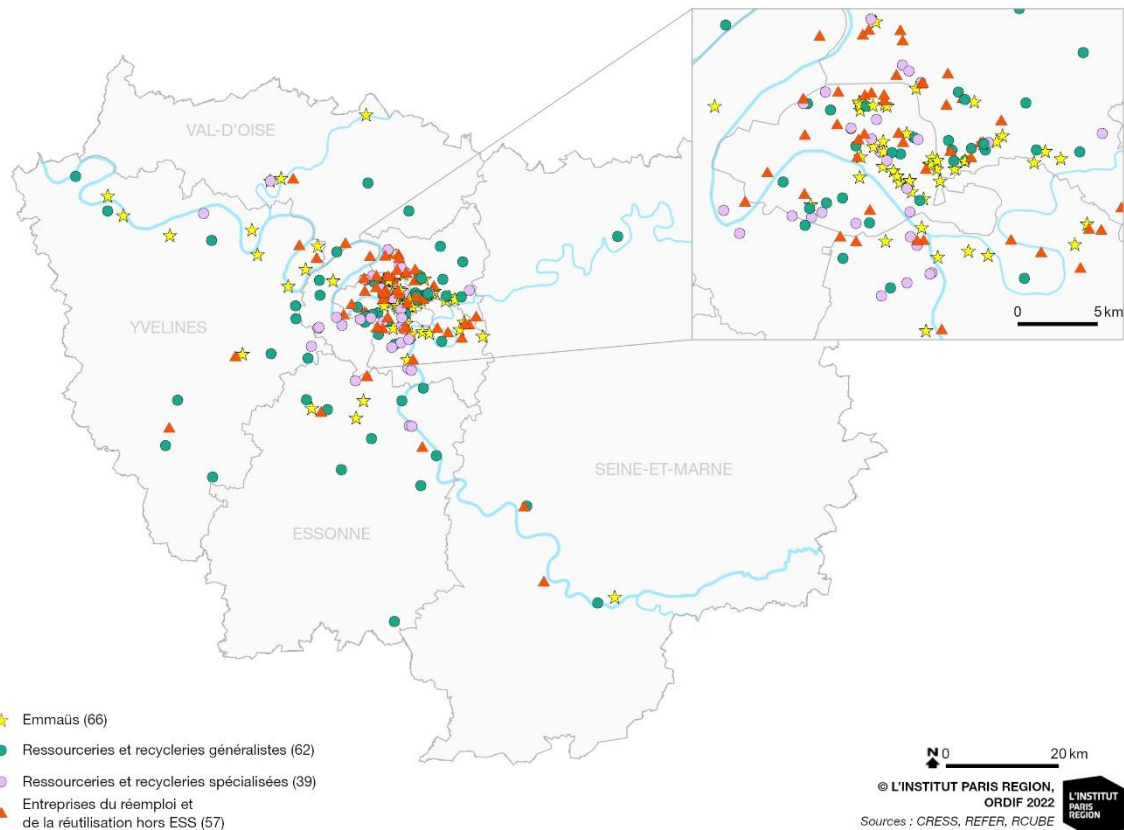 VAL-D'OISE
YVELINES
ESSONNE
SEINE-ET-MARNE
0 5 km
Emmaüs (66)
Ressourceries et recycleries généralistes (62)
Ressourceries et recycleries spécialisées (39)
Entreprises du réemploi et
de la réutilisation hors ESS (57)
N 0 20 km
© L'INSTITUT PARIS REGION,
ORDIF 2022
Sources : CRESS, REFER, RCUBE
L'INSTITUT
PARIS
REGION